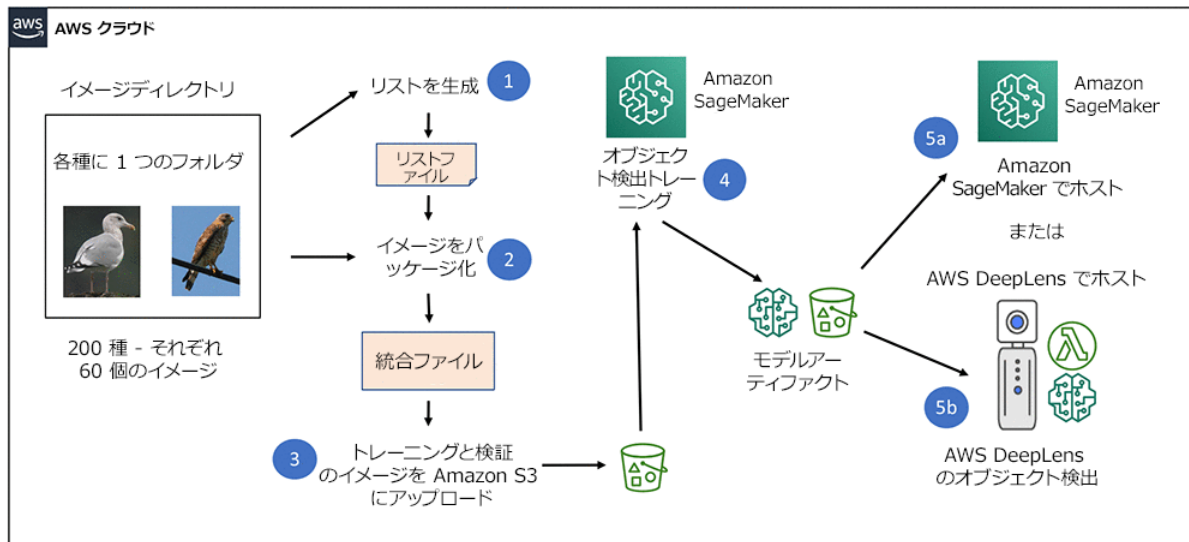 aws
AWS クラウド
イメージディレクトリ
各種に 1 つのフォルダ
200 種 - それぞれ
60 個のイメージ
リストを生成
1
リストフ
ァイル
イメージをパ
ッケージ化
2
統合ファイル
3
トレーニングと検証
のイメージを Amazon S3
にアップロード
Amazon
SageMaker
オブジェク
ト検出トレー
ニング
4
モデルアー
ティファクト
5a
Amazon
SageMaker
Amazon
SageMaker でホスト
または
AWS DeepLens でホスト
5b
AWS DeepLens
のオブジェクト検出